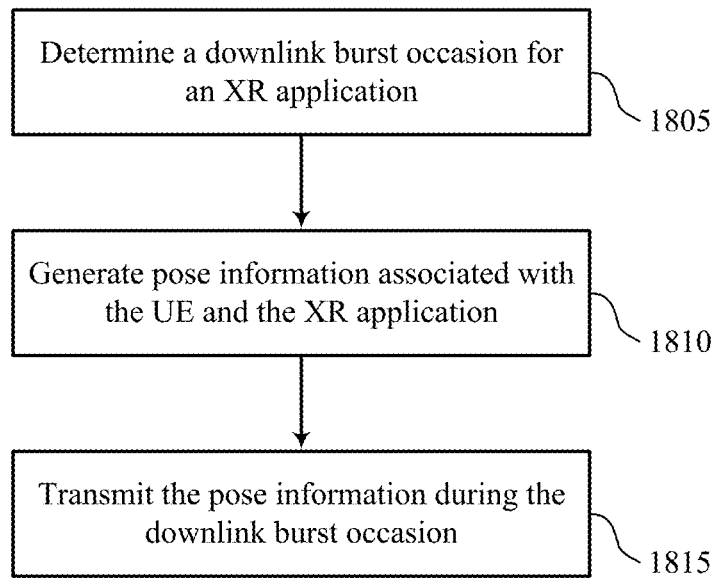 Determine a downlink burst occasion for
an XR application
1805
Generate pose information associated with
the UE and the XR application
1810
Transmit the pose information during the
downlink burst occasion
1815